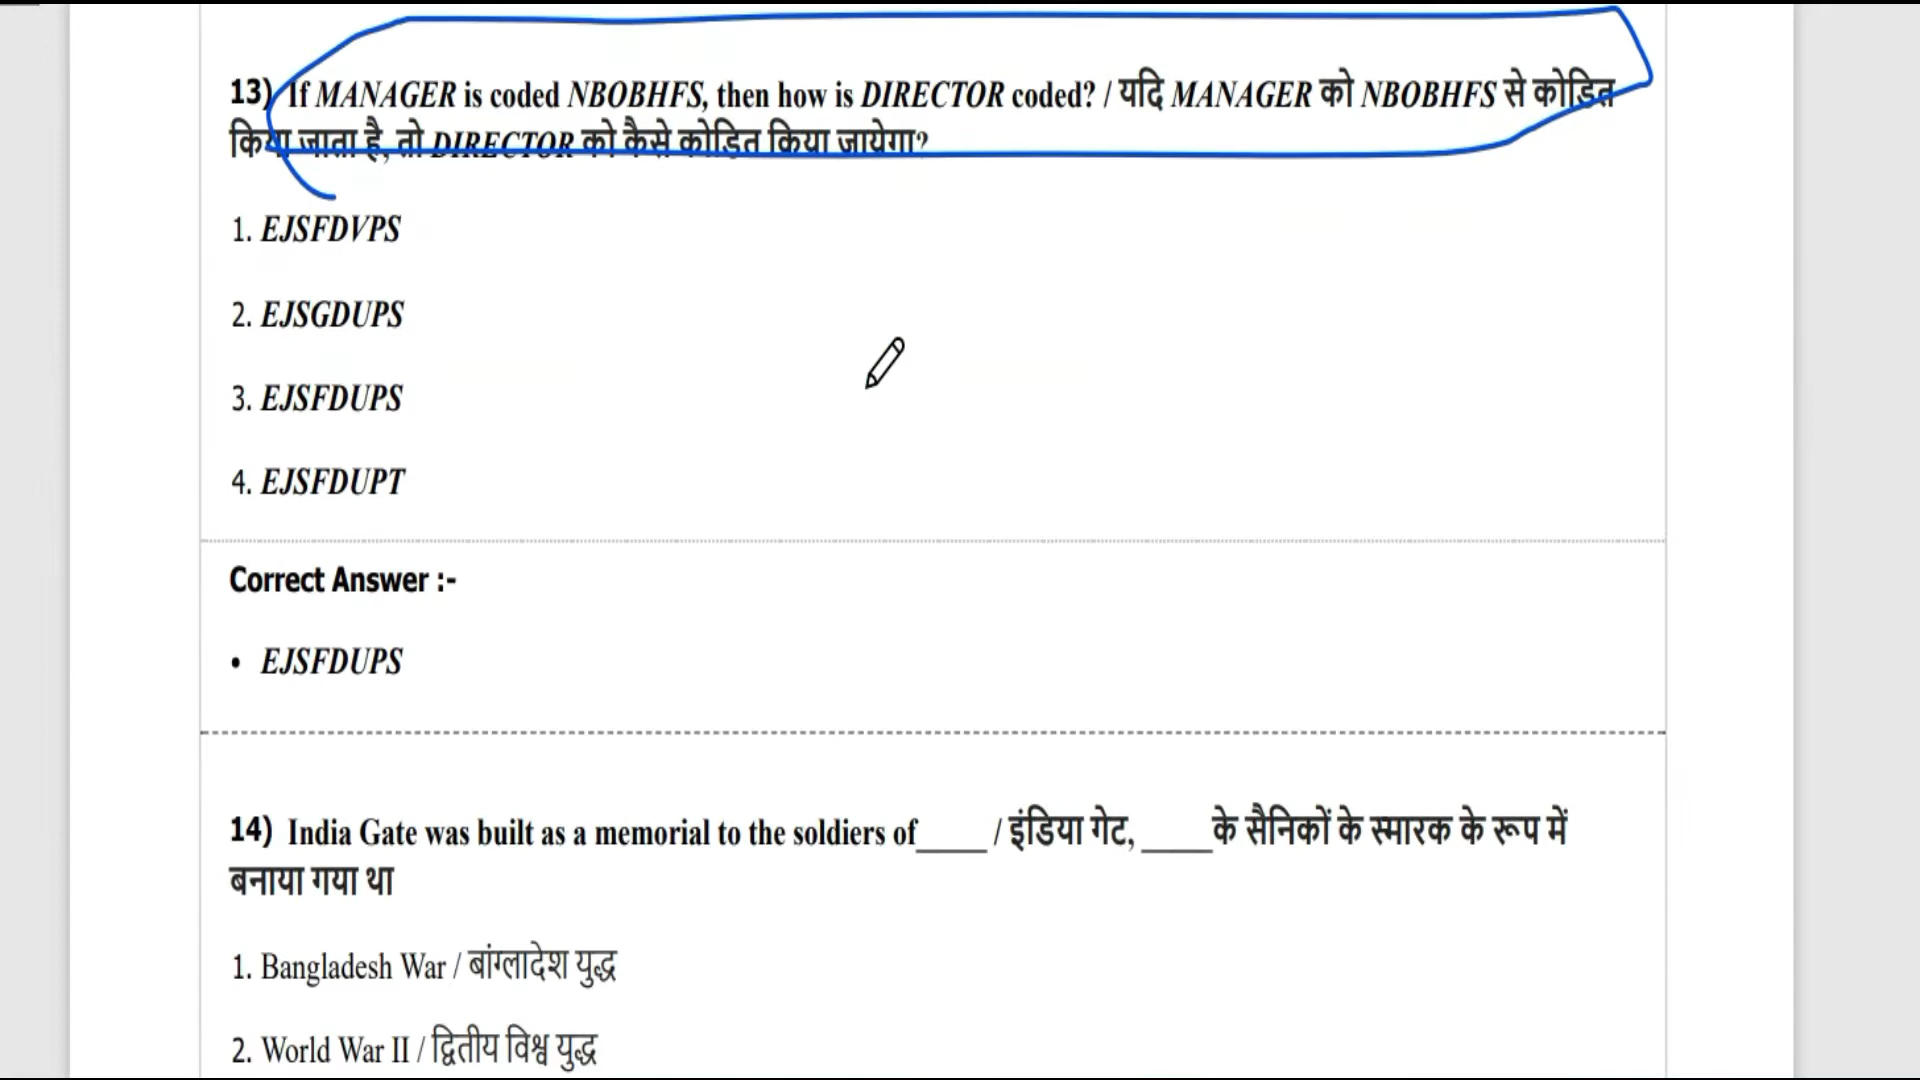 13) If MANAGER is coded NBOBHFS, then how is DIRECTOR coded? / यदि MANAGER को NBOBHFS से कोडित
किया जाता है, तो DIRECTOR को कैसे कोडित किया जायेगा?
1. EJSFDVPS
2. EJSGDUPS
3. EJSFDUPS
4. EJSFDUPT
Correct Answer :-
• EJSFDUPS
14) India Gate was built as a memorial to the soldiers of_____ / इंडिया गेट, _____के सैनिकों के स्मारक के रूप में
बनाया गया था
1. Bangladesh War / बांग्लादेश युद्ध
2. World War II / द्वितीय विश्व युद्ध